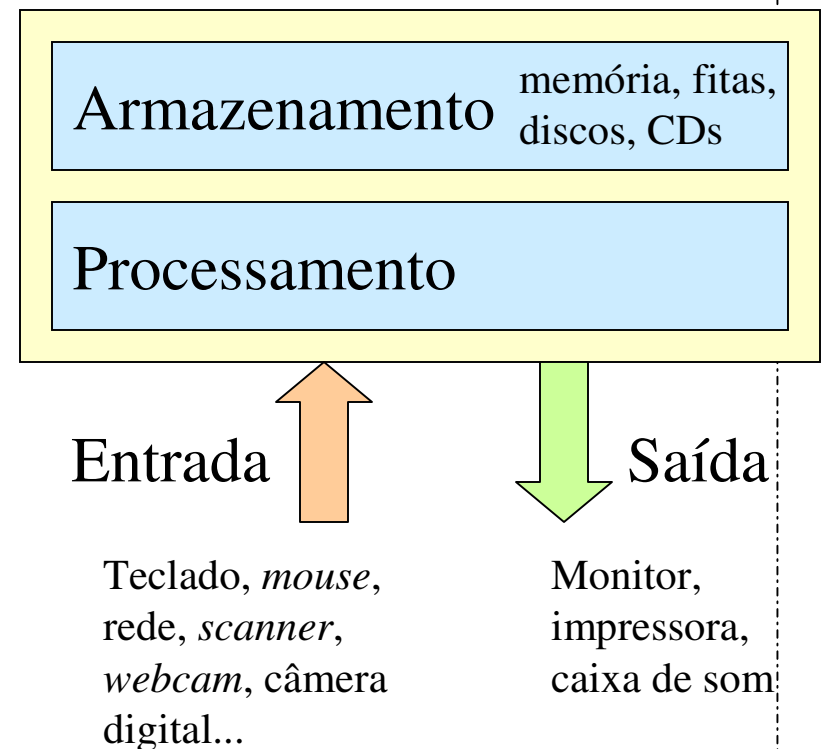 Armazenamento
memória, fitas,
discos, CDs
Processamento
Entrada
Saída
Teclado, mouse,
rede, scanner,
webcam, câmera
digital...
Monitor,
impressora,
caixa de som